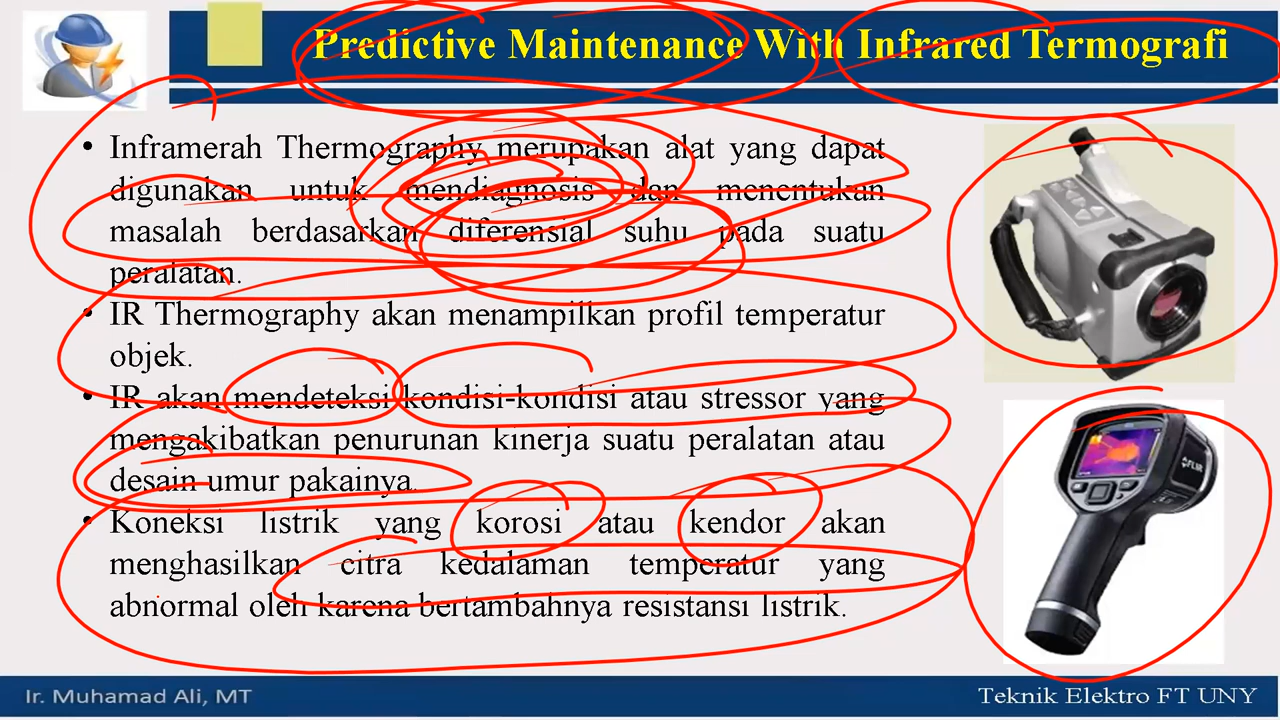 Predictive Maintenance With Infrared Termografi
• Inframerah Thermography merupakan alat yang dapat
digunakan untuk mendiagnosis dan menentukan
masalah berdasarkan diferensial suhu pada suatu
peralatan.
• IR Thermography akan menampilkan profil temperatur
objek.
• IR akan mendeteksi kondisi-kondisi atau stressor yang
mengakibatkan penurunan kinerja suatu peralatan atau
desain umur pakainya.
• Koneksi listrik yang korosi atau kendor akan
menghasilkan citra kedalaman temperatur yang
abnormal oleh karena bertambahnya resistansi listrik.
FLIR
Ir. Muhamad Ali, MT
Teknik Elektro FT UNY